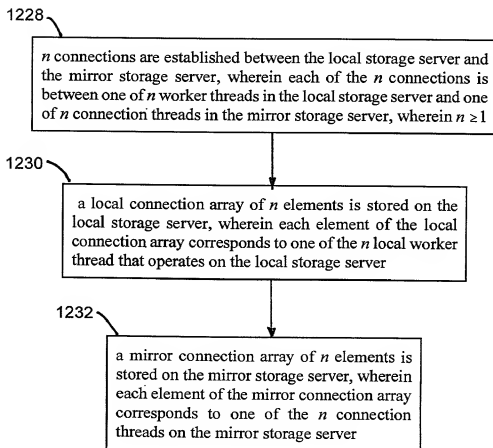 1228
n connections are established between the local storage server and
the mirror storage server, wherein each of the n connections is
between one of n worker threads in the local storage server and one
of n connection threads in the mirror storage server, wherein n ≥ 1
1230
a local connection array of n elements is stored on the
local storage server, wherein each element of the local
connection array corresponds to one of the n local worker
thread that operates on the local storage server
1232
a mirror connection array of n elements is
stored on the mirror storage server, wherein
each element of the mirror connection array
corresponds to one of the n connection
threads on the mirror storage server